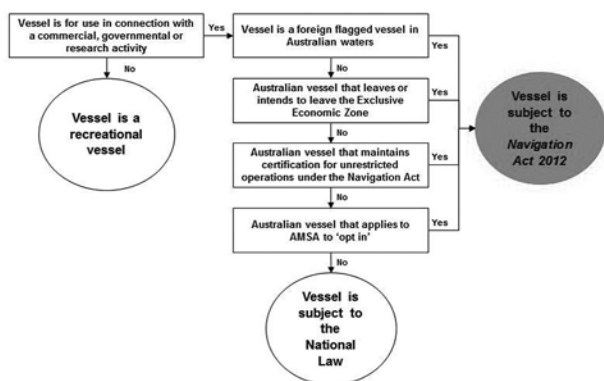 Vessel is for use in connection with
a commercial, governmental or
research activity
Yes
Vessel is a foreign flagged vessel in
Australian waters
Yes
No
No
Vessel is a
recreational
vessel
Australian vessel that leaves or
intends to leave the Exclusive
Economic Zone
Yes
Vessel is
subject to
the
Navigation
Act 2012
No
Australian vessel that maintains
certification for unrestricted
operations under the Navigation Act
Yes
No
Australian vessel that applies to
AMSA to 'opt in'
Yes
No
Vessel is
subject to
the
National
Law